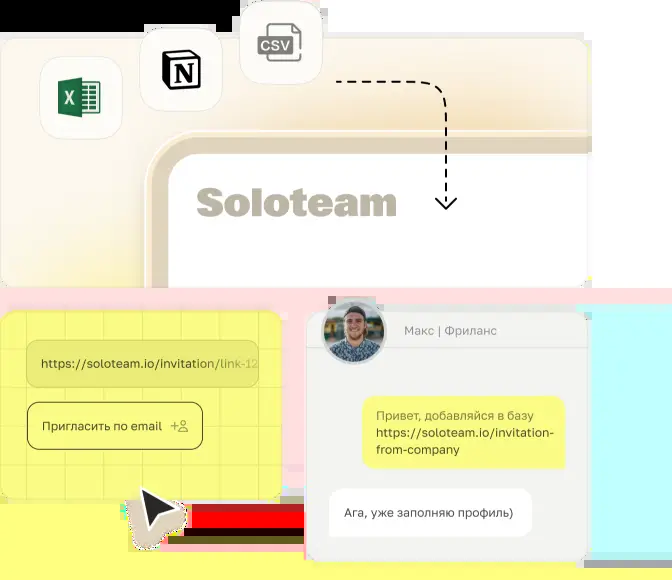 X
N
CSV
Soloteam
https://soloteam.io/invitation/link-12
Пригласить по email
Макс | Фриланс
Привет, добавляйся в базу
https://soloteam.io/invitation-
from-company
Ага, уже заполняю профиль)